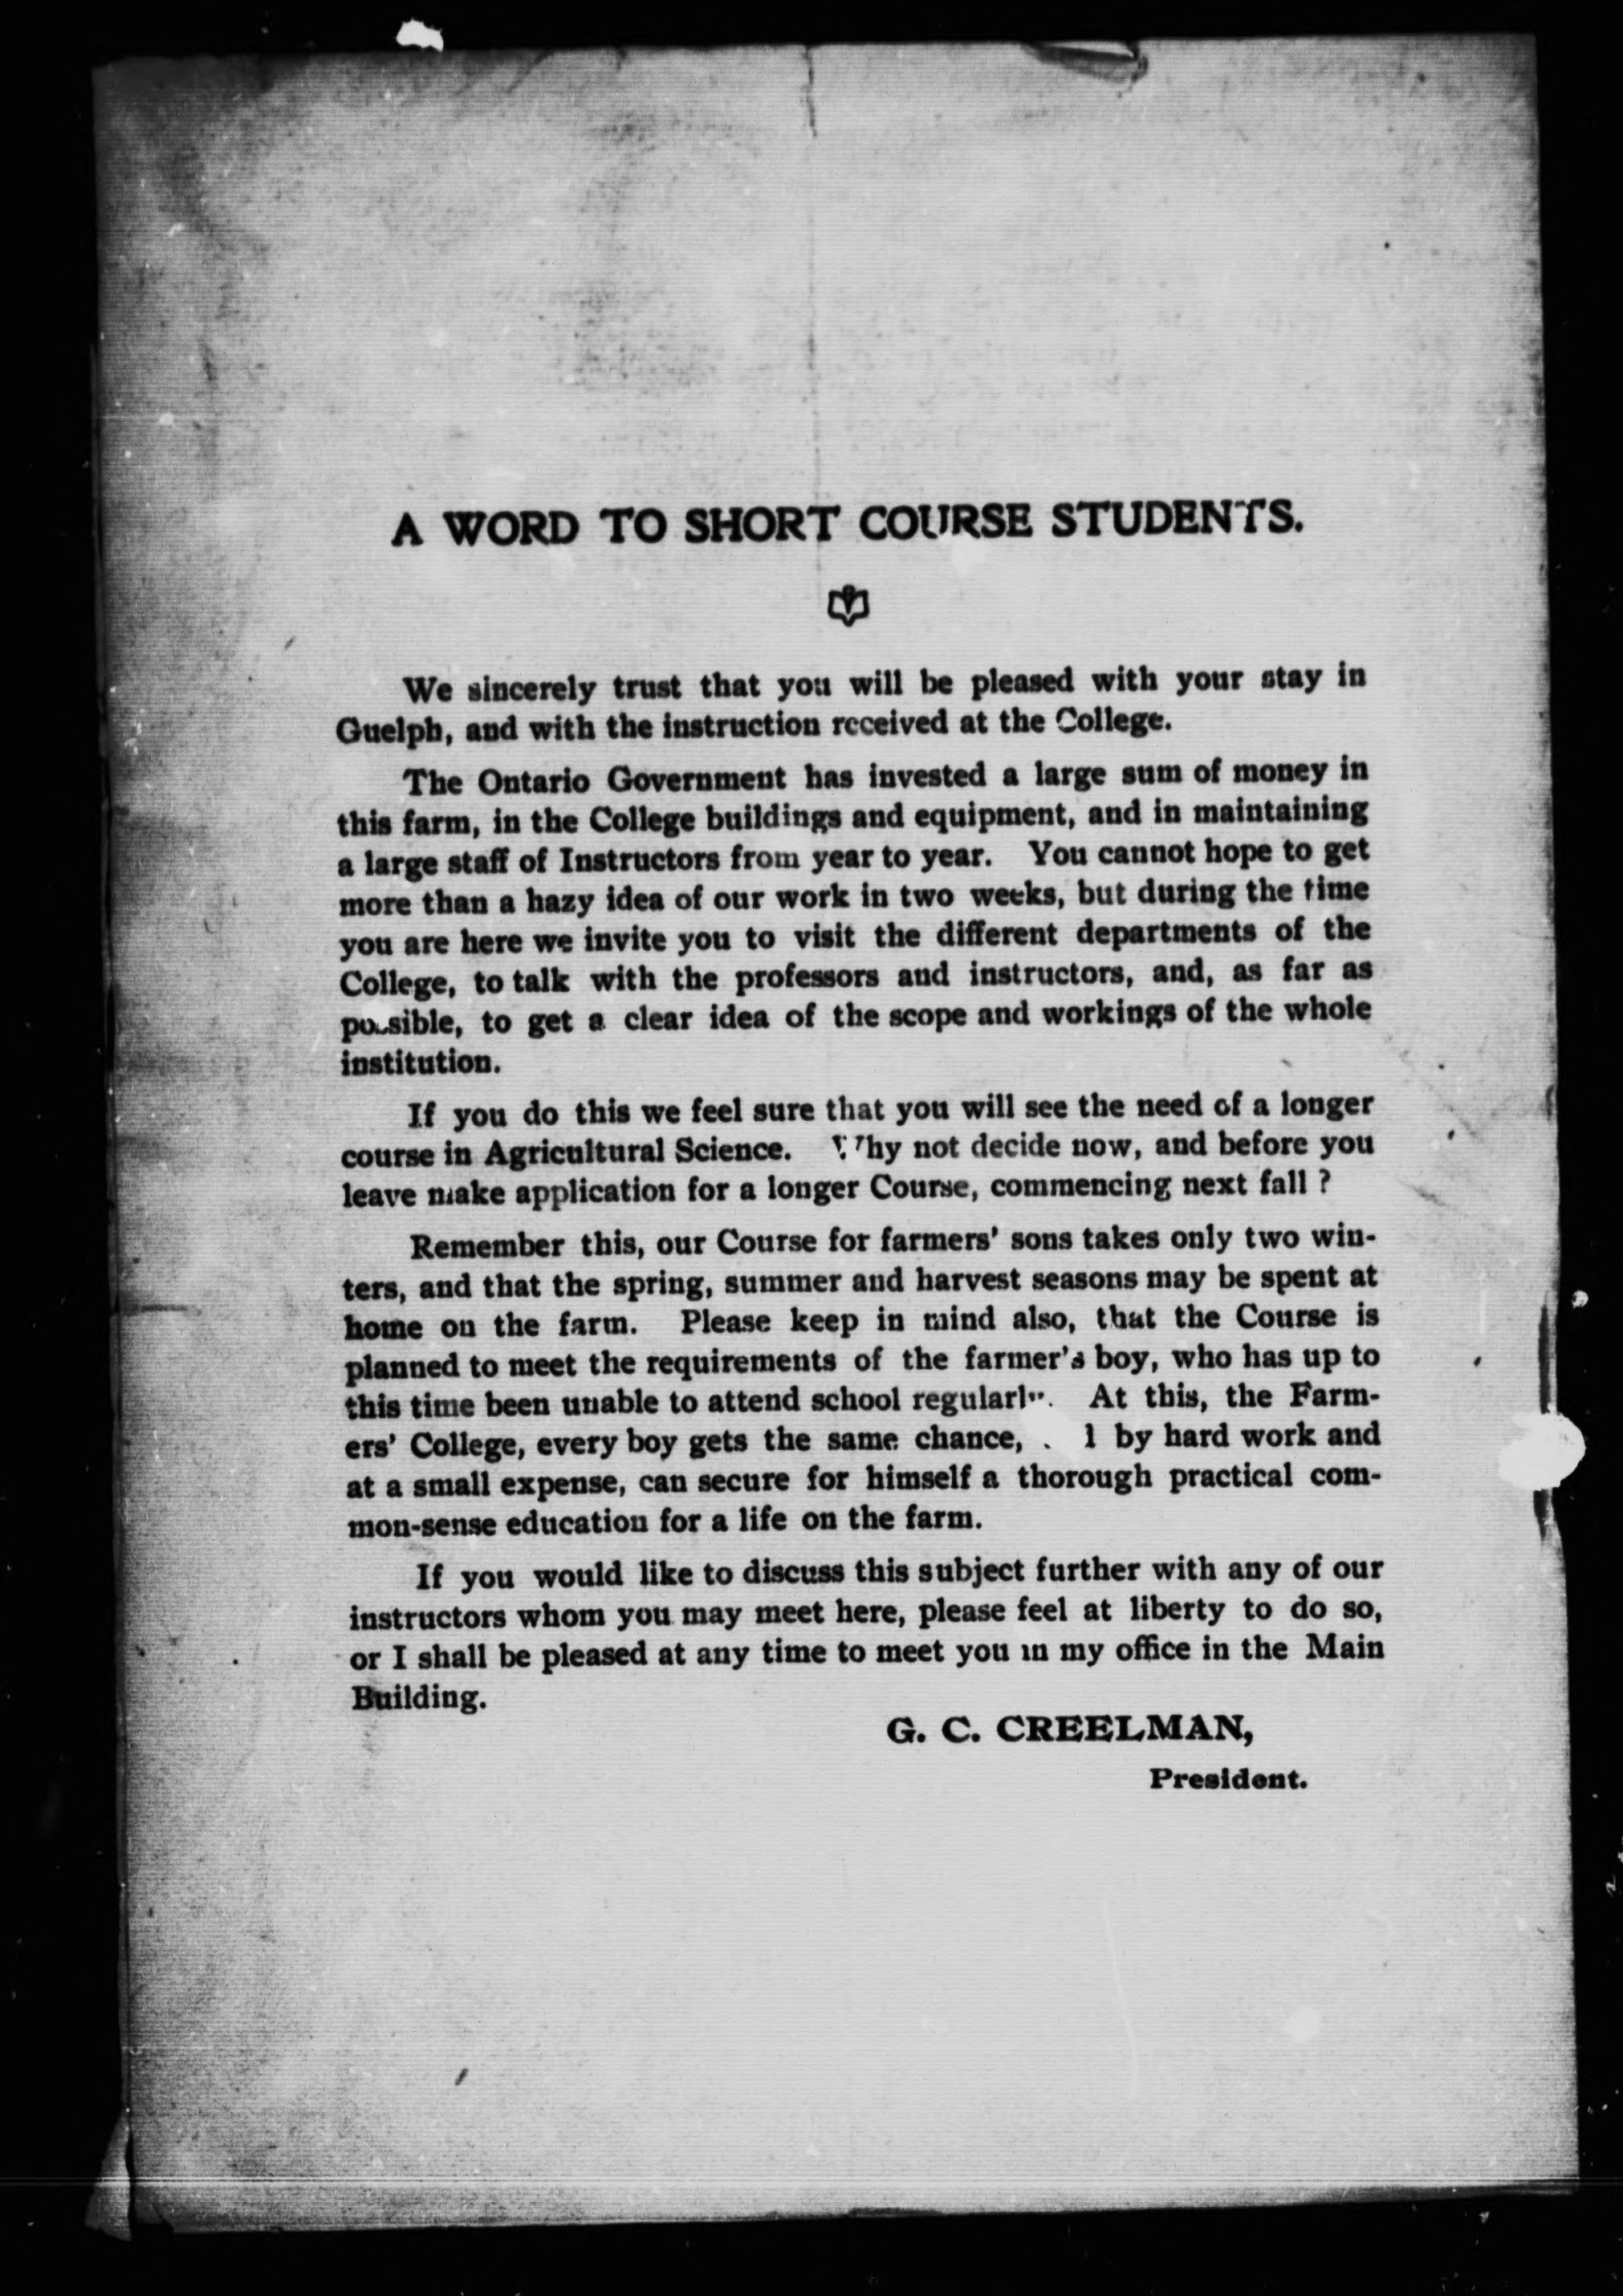 A WORD TO SHORT COURSE STUDENTS.
We sincerely trust that you will be pleased with your stay in
Guelph, and with the instruction received at the College.
The Ontario Government has invested a large sum of money in
this farm, in the College buildings and equipment, and in maintaining
a large staff of Instructors from year to year. You cannot hope to get
more than a hazy idea of our work in two weeks, but during the time
you are here we invite you to visit the different departments of the
College, to talk with the professors and instructors, and, as far as
possible, to get a clear idea of the scope and workings of the whole
institution.
If you do this we feel sure that you will see the need of a longer
course in Agricultural Science. Why not decide now, and before you
leave make application for a longer Course, commencing next fall ?
Remember this, our Course for farmers' sons takes only two win-
ters, and that the spring, summer and harvest seasons may be spent at
home on the farm. Please keep in mind also, that the Course is
planned to meet the requirements of the farmer's boy, who has up to
this time been unable to attend school regularly. At this, the Farm-
ers' College, every boy gets the same chance, by hard work and
at a small expense, can secure for himself a thorough practical com-
mon-sense education for a life on the farm.
If you would like to discuss this subject further with any of our
instructors whom you may meet here, please feel at liberty to do so,
or I shall be pleased at any time to meet you in my office in the Main
Building.
G. C. CREELMAN,
President.